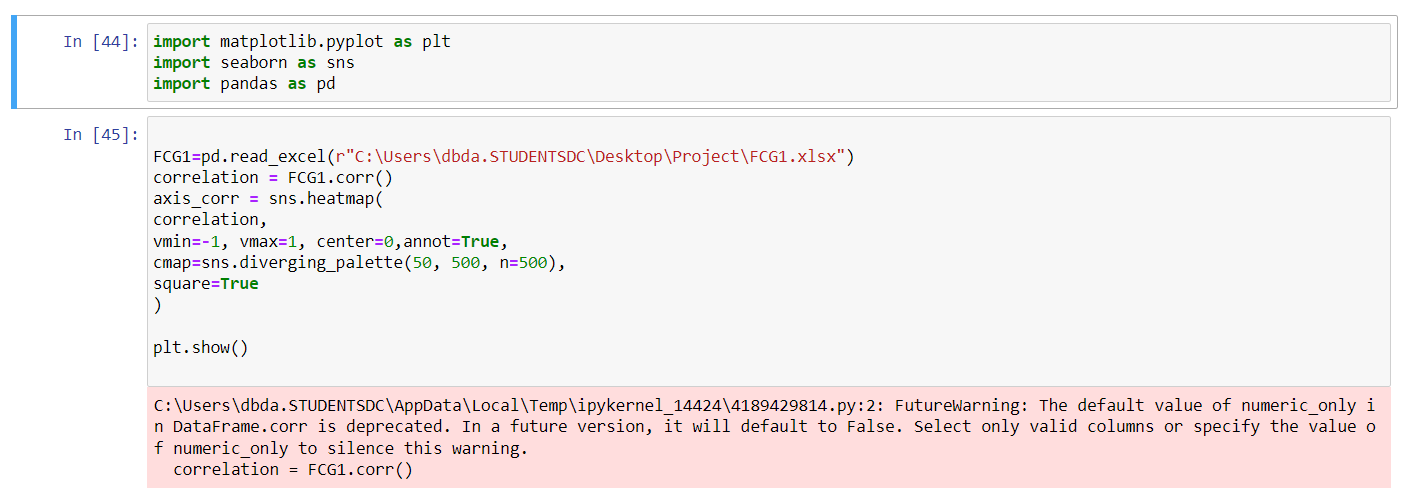 In [44]: import matplotlib.pyplot as plt
import seaborn as sns
import pandas as pd
In [45]:
FCG1=pd.read_excel(r"C:\Users\dbda.STUDENTSDC\Desktop\Project\FCG1.xlsx")
correlation = FCG1.corr()
axis_corr = sns.heatmap(
correlation,
vmin=-1, vmax=1, center=0,annot=True,
cmap=sns.diverging_palette(50, 500, n=500),
square=True
)
plt.show()
C:\Users\dbda.STUDENTSDC\AppData\Local\Temp\ipykernel_14424\4189429814.py:2: FutureWarning: The default value of numeric_only i
n DataFrame.corr is deprecated. In a future version, it will default to False. Select only valid columns or specify the value o
f numeric_only to silence this warning.
  correlation = FCG1.corr()